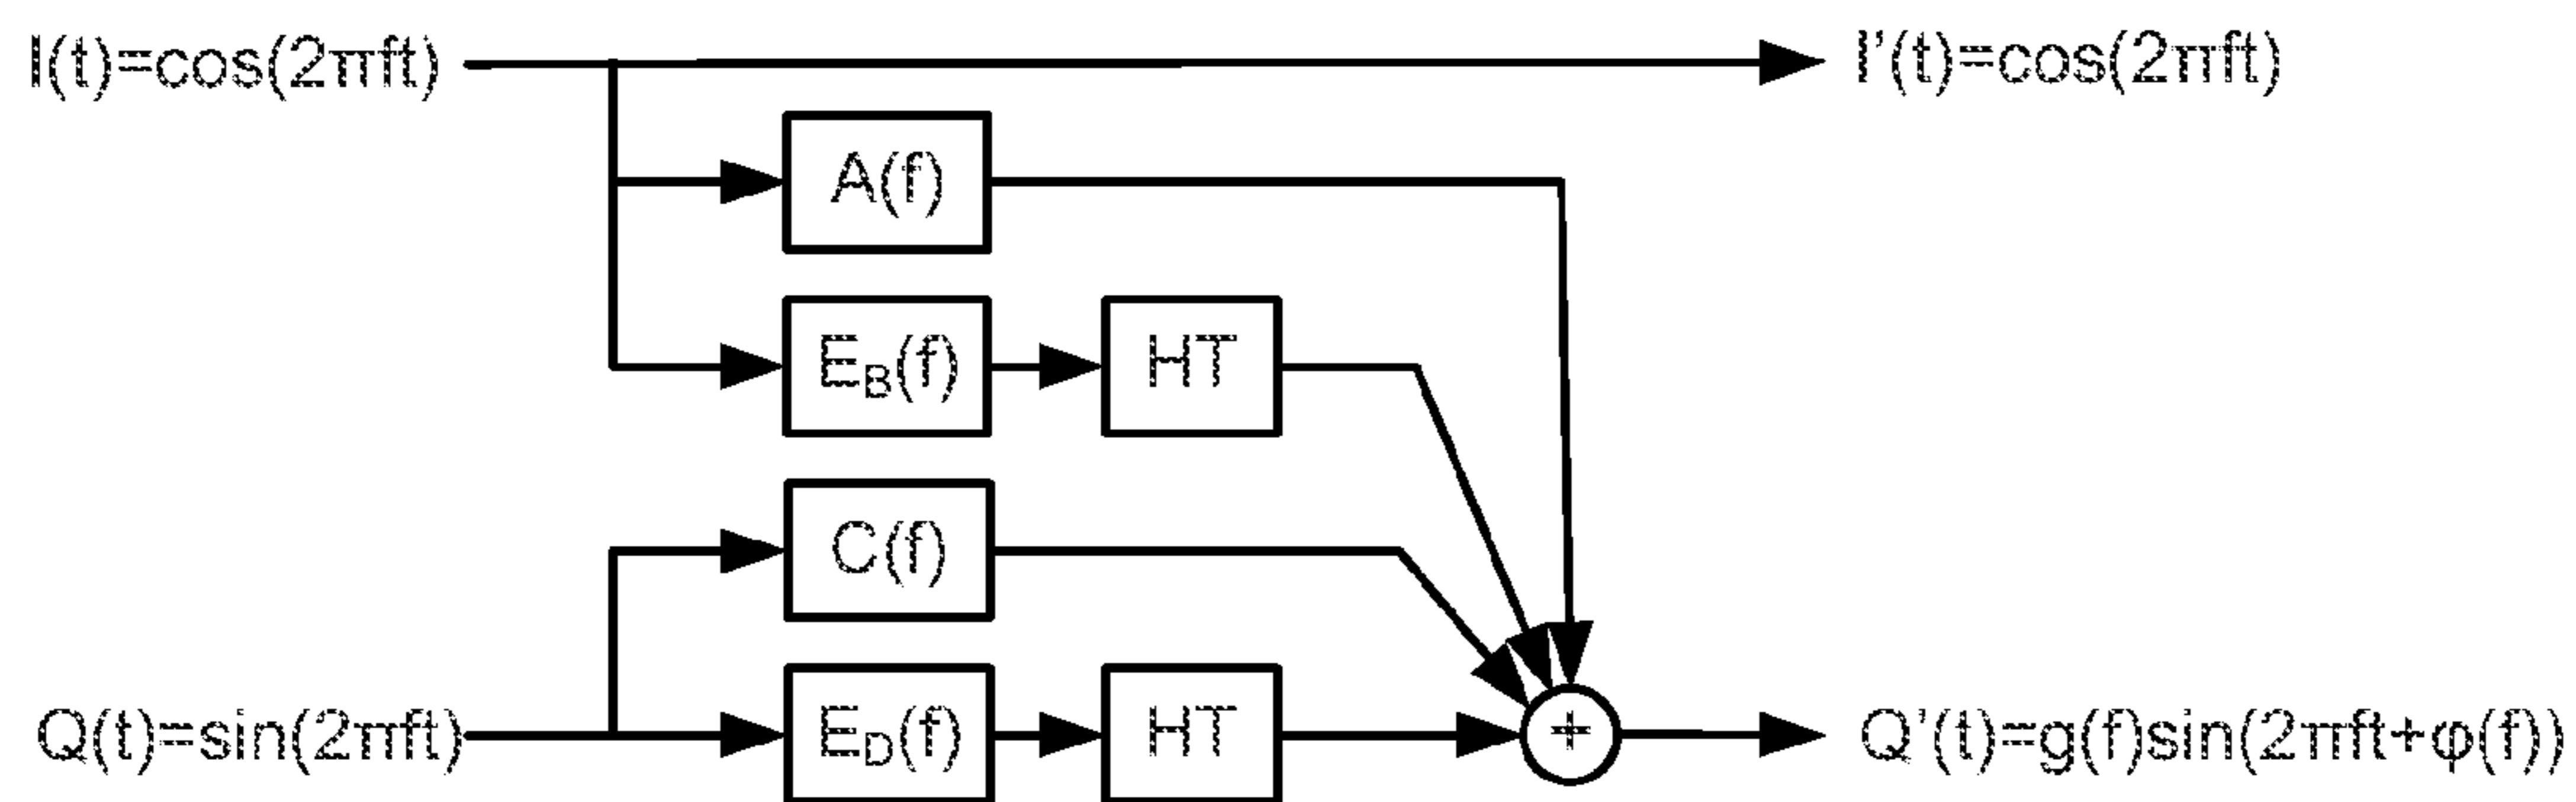 I(t)=cos(2πft)
I’(t)=cos(2πft)
A(f)
E_B(f)
HT
C(f)
Q(t)=sin(2πft)
E_D(f)
HT
+
Q’(t)=g(f)sin(2πft+φ(f))